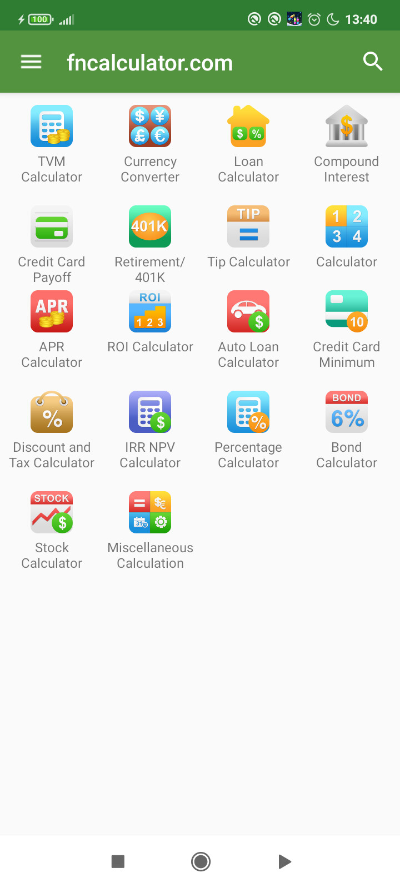 100
13:40
fncalculator.com
TVM
Calculator
Currency
Converter
Loan
Calculator
Compound
Interest
Credit Card
Payoff
401K
Retirement/
401K
TIP
Tip Calculator
1 2
3 4
Calculator
APR
APR
Calculator
ROI
1 2 3
ROI Calculator
Auto Loan
Calculator
10
Credit Card
Minimum
%
Discount and
Tax Calculator
$
IRR NPV
Calculator
%
Percentage
Calculator
BOND
6%
Bond
Calculator
STOCK
$
Stock
Calculator
Miscellaneous
Calculation